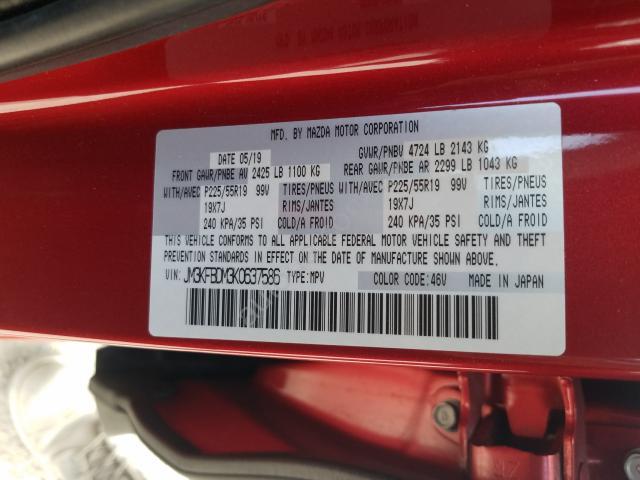 MFD. BY MAZDA MOTOR CORPORATION
DATE 05/19 GVWR/PNBV 4724 LB 2143 KG
FRONT GAWR/PNBE AV 2425 LB 1100 KG REAR GAWR/PNBE AR 2299 LB 1043 KG
WITH/AVEC P225/55R19 99V TIRES/PNEUS WITH/AVEC P225/55R19 99V TIRES/PNEUS
19X7J RIMS/JANTES 19X7J RIMS/JANTES
240 KPA/35 PSI COLD/A FROID 240 KPA/35 PSI COLD/A FROID
THIS VEHICLE CONFORMS TO ALL APPLICABLE FEDERAL MOTOR VEHICLE SAFETY AND THEFT
PREVENTION STANDARDS IN EFFECT ON THE DATE OF MANUFACTURE SHOWN ABOVE.
VIN: JM3KFBDM3K0637586 TYPE:MPV COLOR CODE:46V MADE IN JAPAN